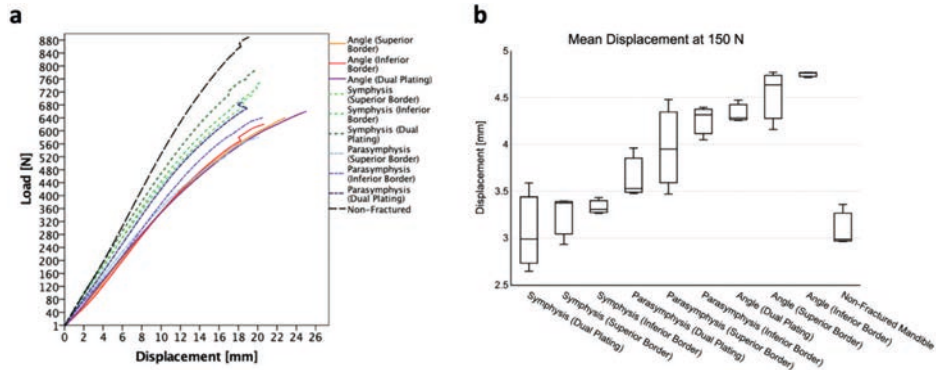 a
880
840
800
760
720
680
640
600
560
520
480
440
400
360
320
280
240
200
160
120
80
40
1
Load [N]
0 2 4 6 8 10 12 14 16 18 20 22 24 26
Displacement [mm]
Angle (Superior
Border)
Angle (Inferior
Border)
Angle (Dual Plating)
Symphysis
(Superior Border)
Symphysis (Inferior
Border)
Symphysis (Dual
Plating)
Parasymphysis
(Superior Border)
Parasymphysis
(Inferior Border)
Parasymphysis
(Dual Plating)
Non-Fractured
b
Mean Displacement at 150 N
5
4.5
4
3.5
3
2.5
Displacement [mm]
Symphysis (Dual Plating)
Symphysis (Superior Border)
Symphysis (Inferior Border)
Parasymphysis (Dual Plating)
Parasymphysis (Superior Border)
Parasymphysis (Inferior Border)
Angle (Dual Plating)
Angle (Superior Border)
Angle (Inferior Border)
Non-Fractured Mandible